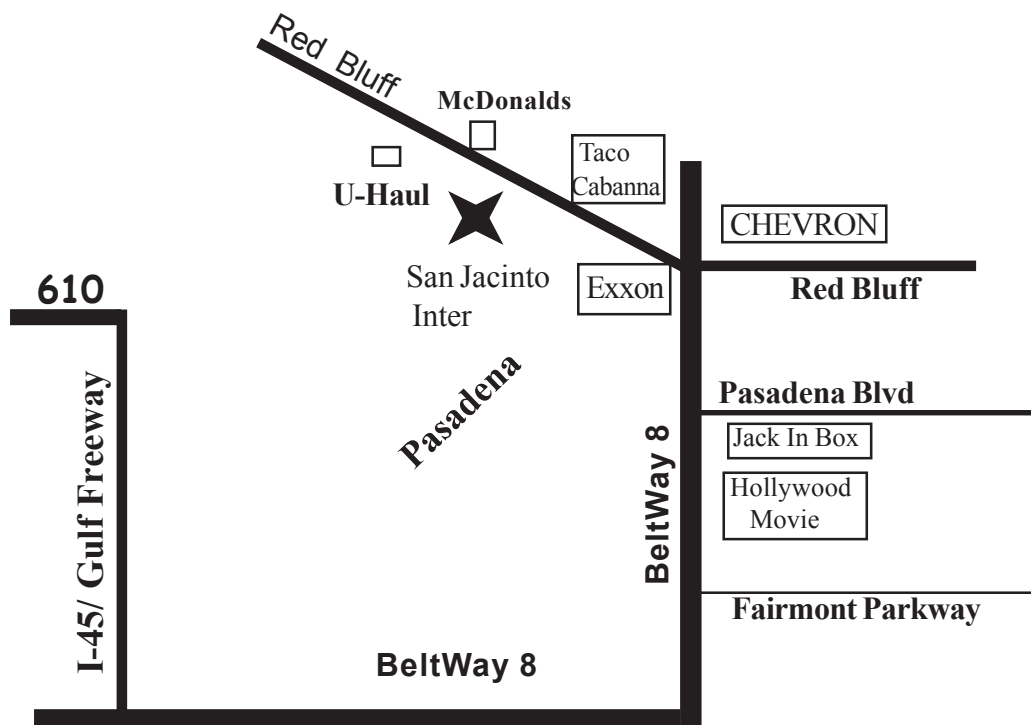 Red Bluff
McDonalds
Taco
Cabanna
U-Haul
CHEVRON
San Jacinto
Inter
Exxon
Red Bluff
610
Pasadena
Pasadena Blvd
Jack In Box
Hollywood
Movie
BeltWay 8
I-45/ Gulf Freeway
Fairmont Parkway
BeltWay 8